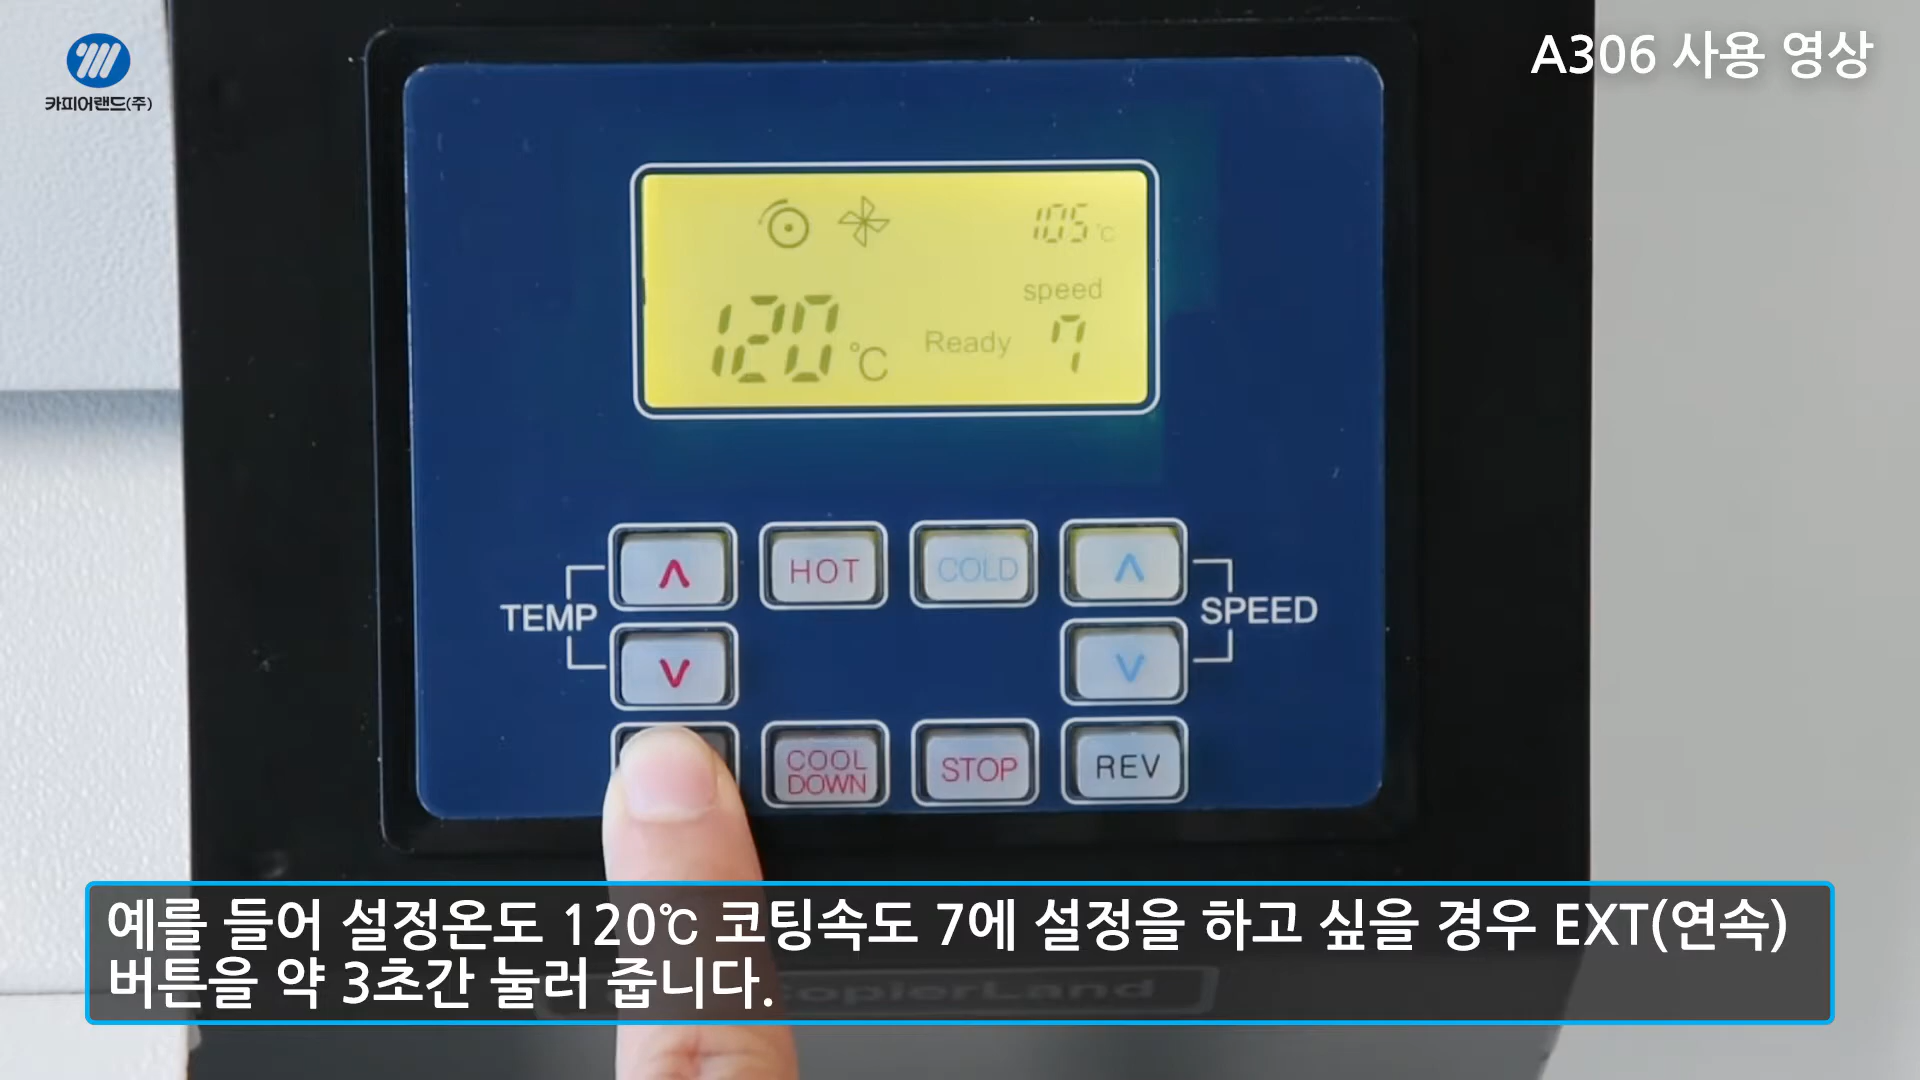 카피어랜드(주)
A306 사용 영상
105 °C
speed
120 °C Ready 7
HOT COLD
TEMP SPEED
COOL DOWN STOP REV
예를 들어 설정온도 120℃ 코팅속도 7에 설정을 하고 싶을 경우 EXT(연속)
버튼을 약 3초간 눌러 줍니다.
CopierLand